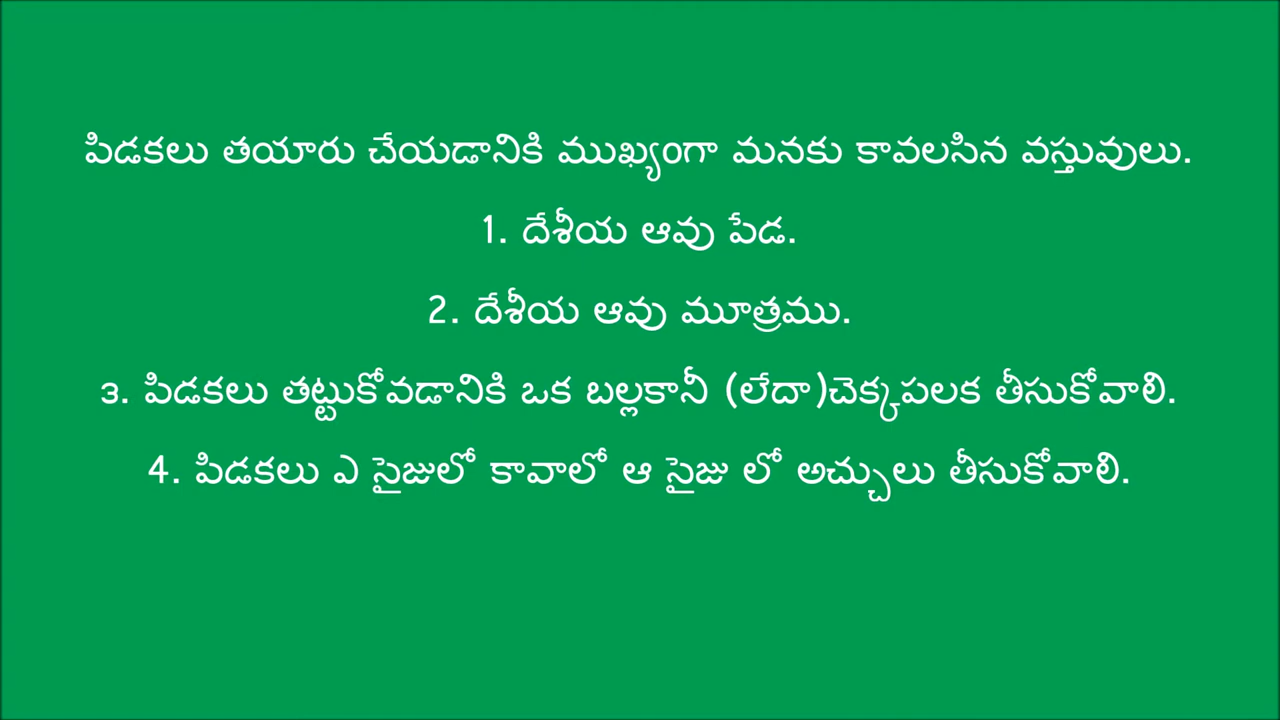 పిడకలు తయారు చేయడానికి ముఖ్యంగా మనకు కావలసిన వస్తువులు.
1. దేశీయ ఆవు పేడ.
2. దేశీయ ఆవు మూత్రము.
3. పిడకలు తట్టుకోవడానికి ఒక బల్లకానీ (లేదా)చెక్కపలక తీసుకోవాలి.
4. పిడకలు ఎ సైజులో కావాలో ఆ సైజు లో అచ్చులు తీసుకోవాలి.